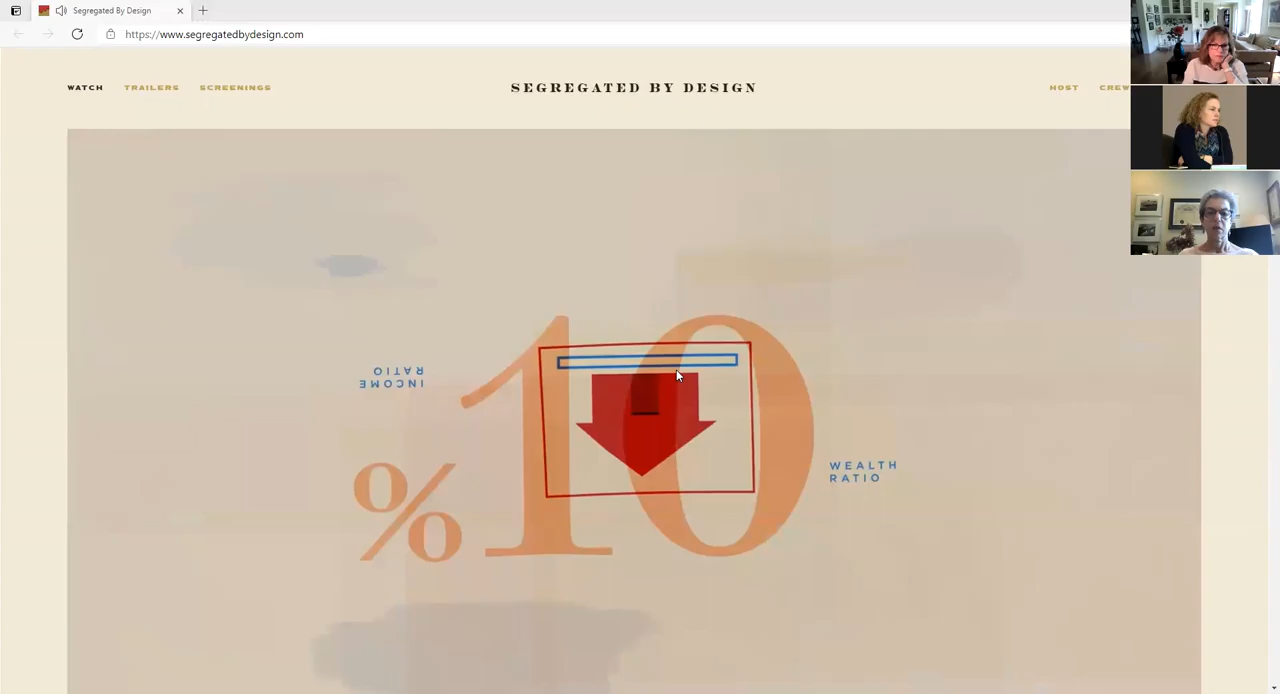 Segregated By Design
https://www.segregatedbydesign.com
WATCH TRAILERS SCREENINGS SEGREGATED BY DESIGN HOST CREW
INCOME
RATIO
%10
WEALTH
RATIO